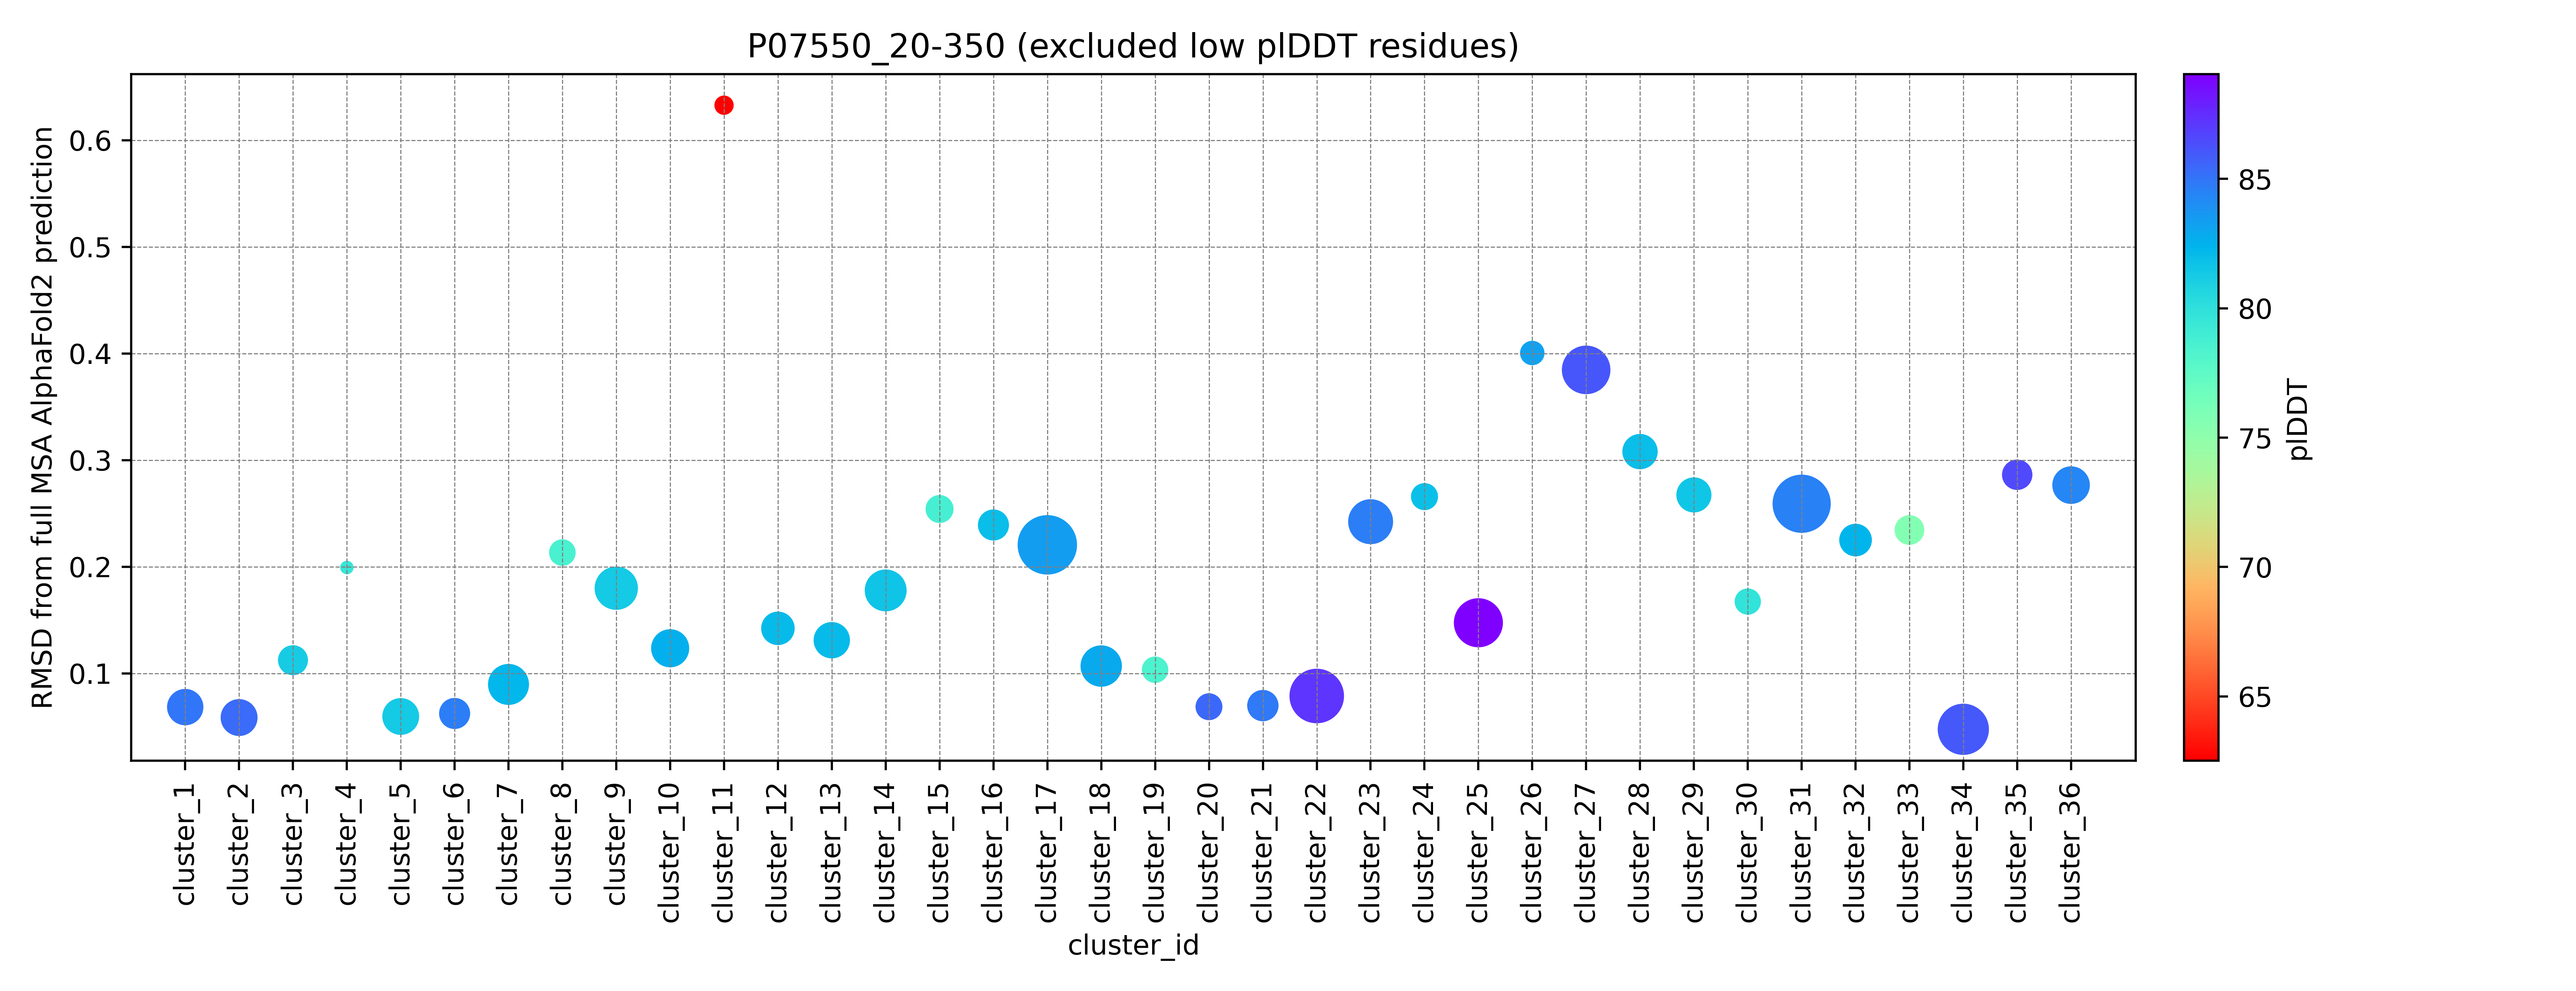 P07550_20-350 (excluded low plDDT residues)
RMSD from full MSA AlphaFold2 prediction
0.6
0.5
0.4
0.3
0.2
0.1
cluster_1
cluster_2
cluster_3
cluster_4
cluster_5
cluster_6
cluster_7
cluster_8
cluster_9
cluster_10
cluster_11
cluster_12
cluster_13
cluster_14
cluster_15
cluster_16
cluster_17
cluster_18
cluster_19
cluster_20
cluster_21
cluster_22
cluster_23
cluster_24
cluster_25
cluster_26
cluster_27
cluster_28
cluster_29
cluster_30
cluster_31
cluster_32
cluster_33
cluster_34
cluster_35
cluster_36
cluster_id
85
80
75
70
65
plDDT